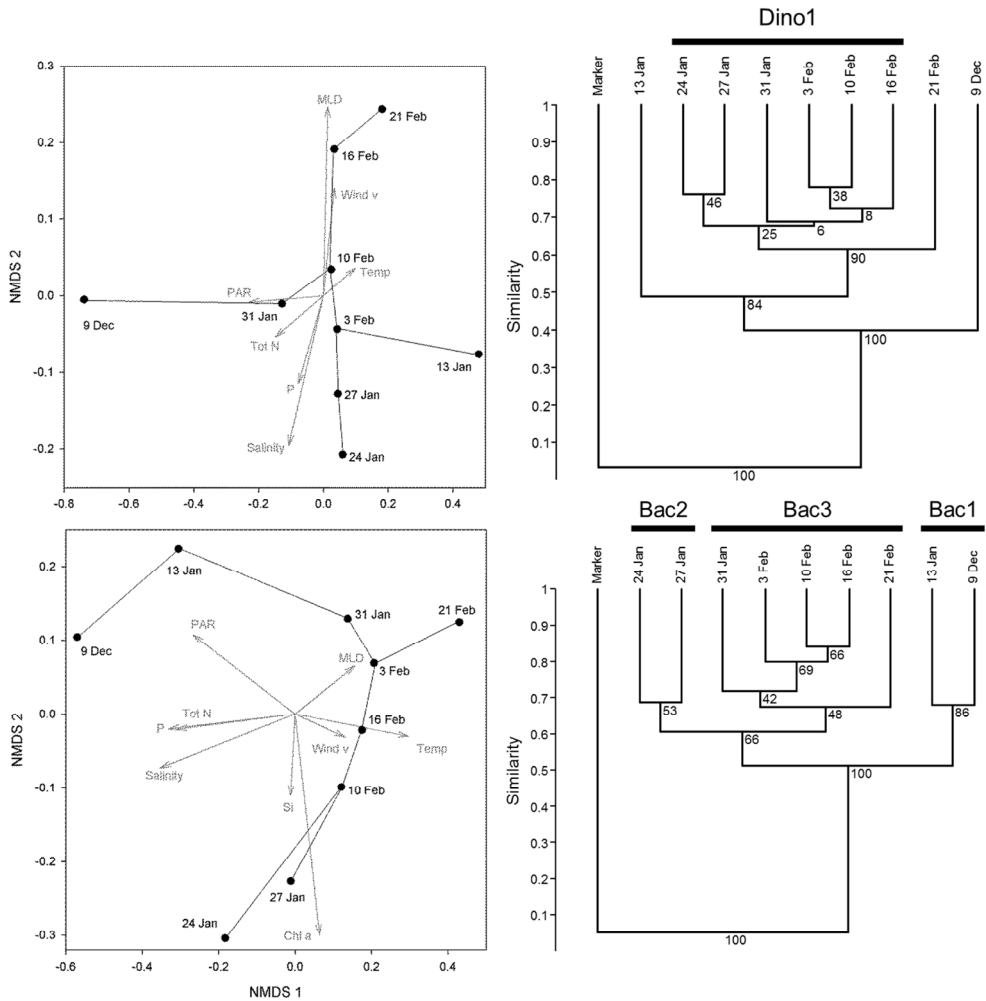 0.3
0.2
0.1
0.0
-0.1
-0.2
NMDS 2
-0.8
-0.6
-0.4
-0.2
0.0
0.2
0.4
MLD
21 Feb
16 Feb
Wind v
10 Feb
Temp
PAR
31 Jan
9 Dec
3 Feb
Tot N
13 Jan
P
27 Jan
Salinity
24 Jan
Dino1
Marker
13 Jan
24 Jan
27 Jan
31 Jan
3 Feb
10 Feb
16 Feb
21 Feb
9 Dec
Similarity
1
0.9
0.8
0.7
0.6
0.5
0.4
0.3
0.2
0.1
46
38
8
6
25
90
84
100
100
0.2
0.1
0.0
-0.1
-0.2
-0.3
NMDS 2
-0.6
-0.4
-0.2
0.0
0.2
0.4
NMDS 1
13 Jan
9 Dec
PAR
31 Jan
21 Feb
MLD
3 Feb
Tot N
P
16 Feb
Wind v
Temp
Salinity
Si
10 Feb
27 Jan
24 Jan
Chl a
Bac2
Bac3
Bac1
Marker
24 Jan
27 Jan
31 Jan
3 Feb
10 Feb
16 Feb
21 Feb
13 Jan
9 Dec
Similarity
1
0.9
0.8
0.7
0.6
0.5
0.4
0.3
0.2
0.1
66
69
42
53
48
86
66
100
100